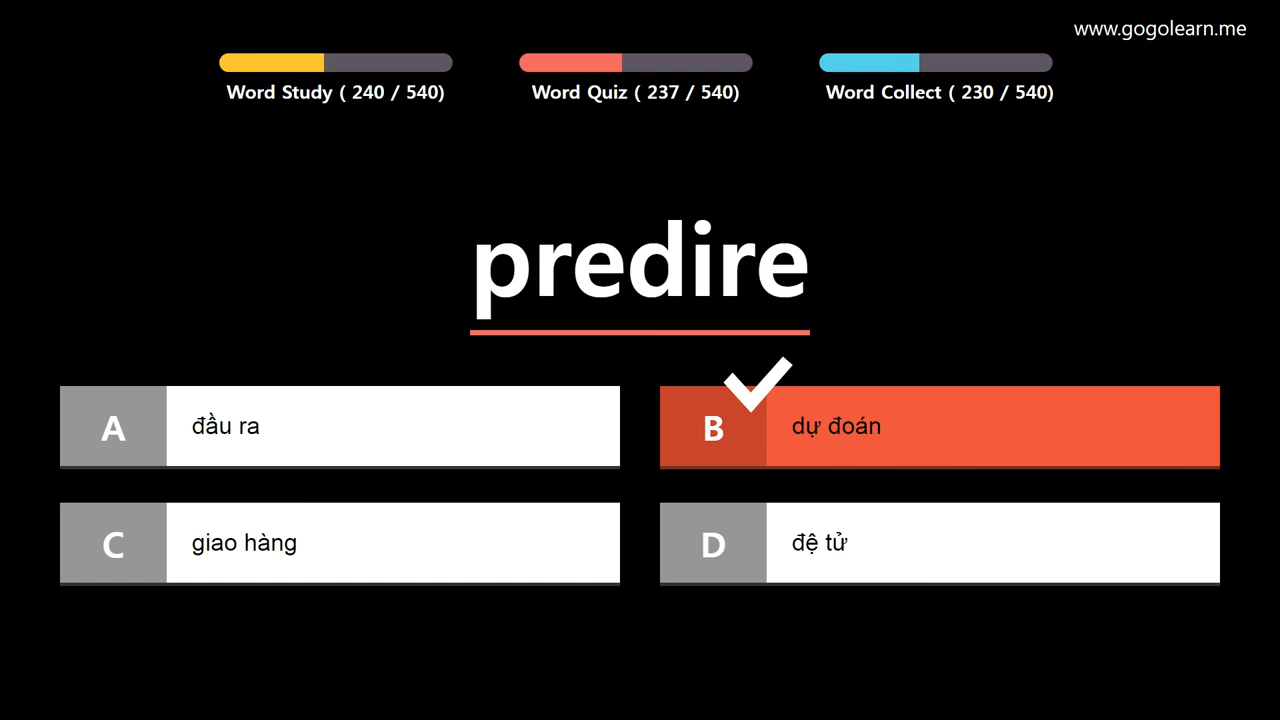 www.gogolearn.me
Word Study ( 240 / 540)
Word Quiz ( 237 / 540)
Word Collect ( 230 / 540)
predire
A
đầu ra
B
dự đoán
C
giao hàng
D
đệ tử